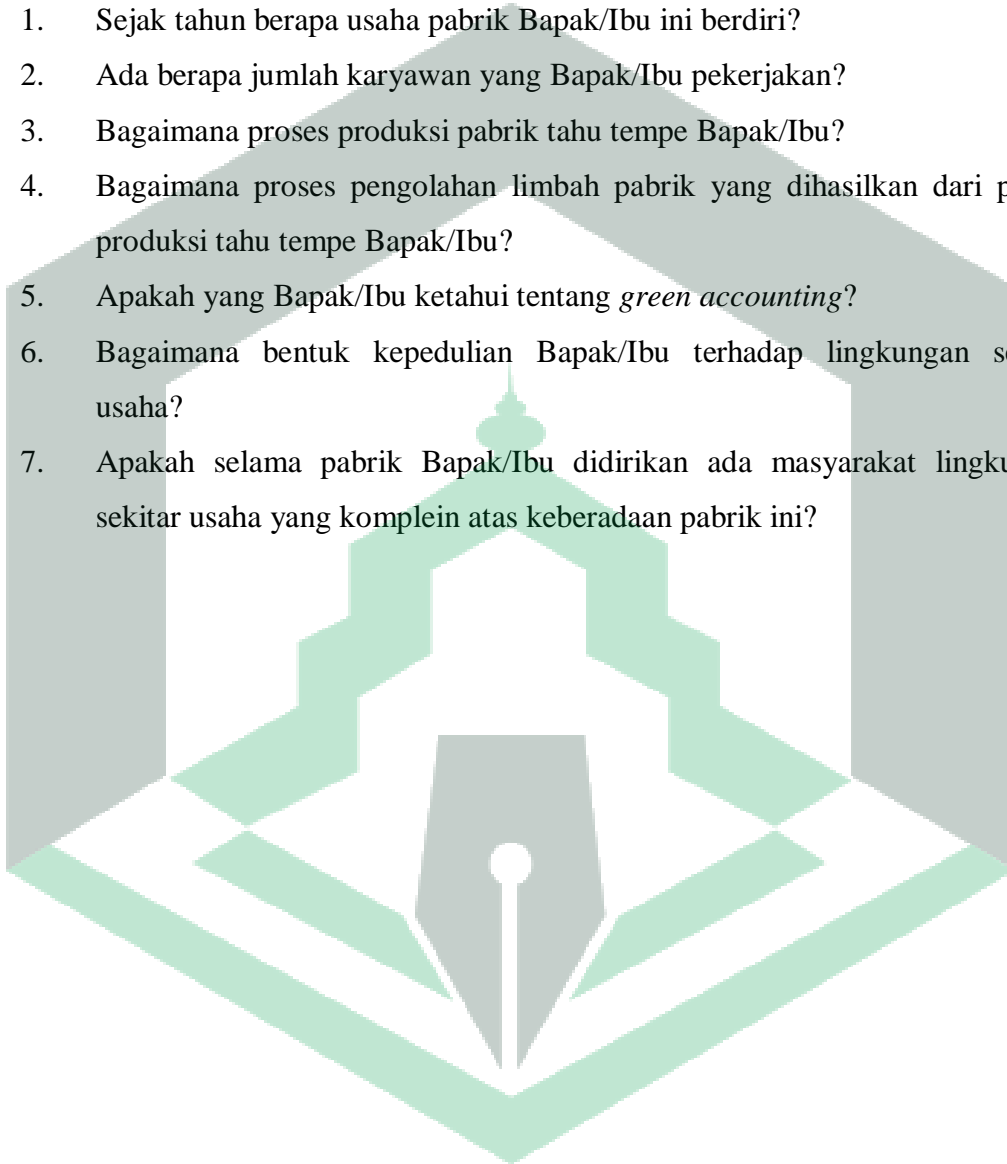 1. Sejak tahun berapa usaha pabrik Bapak/Ibu ini berdiri?
2. Ada berapa jumlah karyawan yang Bapak/Ibu pekerjakan?
3. Bagaimana proses produksi pabrik tahu tempe Bapak/Ibu?
4. Bagaimana proses pengolahan limbah pabrik yang dihasilkan dari
produksi tahu tempe Bapak/Ibu?
5. Apakah yang Bapak/Ibu ketahui tentang green accounting?
6. Bagaimana bentuk kepedulian Bapak/Ibu terhadap lingkungan
usaha?
7. Apakah selama pabrik Bapak/Ibu didirikan ada masyarakat
sekitar usaha yang komplein atas keberadaan pabrik ini?